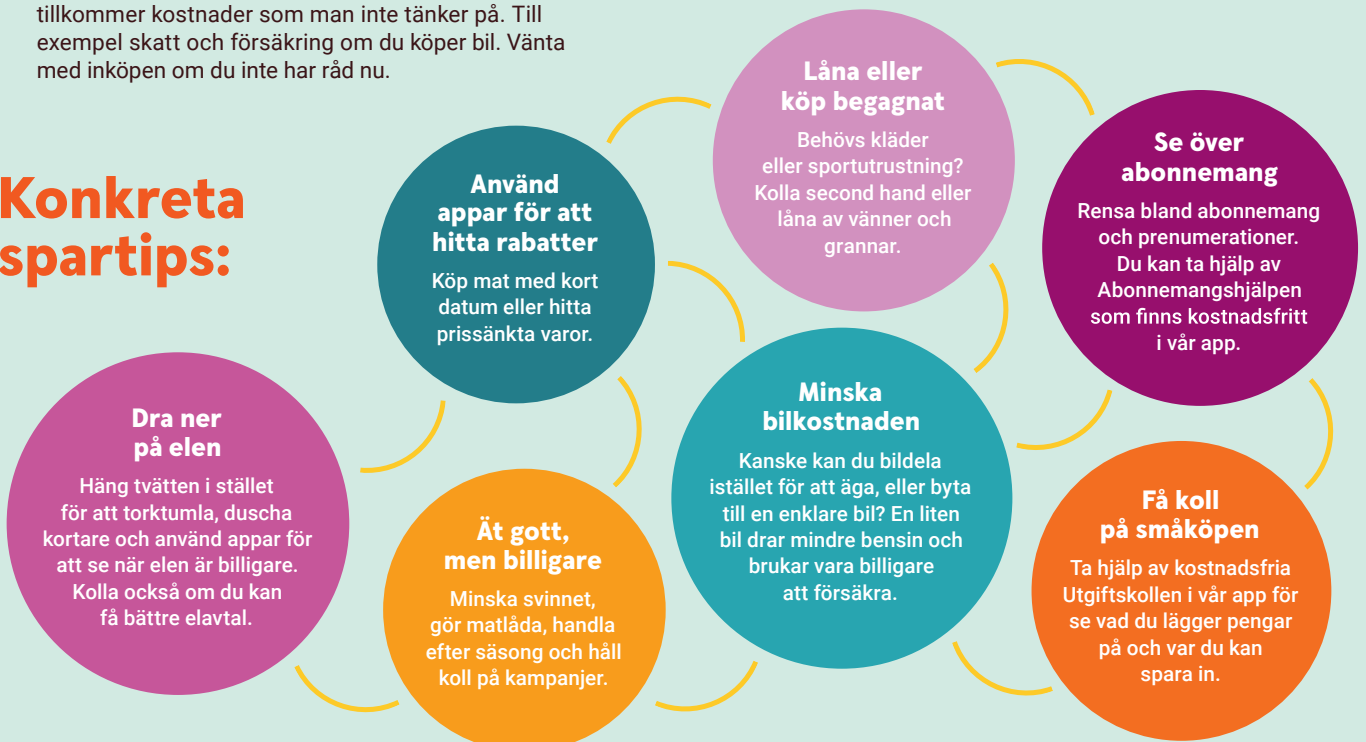 tillkommer kostnader som man inte tänker på. Till
exempel skatt och försäkring om du köper bil. Vänta
med inköpen om du inte har råd nu.
Konkreta
spartips:
Använd
appar för att
hitta rabatter
Köp mat med kort
datum eller hitta
prissänkta varor.
Låna eller
köp begagnat
Behövs kläder
eller sportutrustning?
Kolla second hand eller
låna av vänner och
grannar.
Se över
abonnemang
Rensa bland abonnemang
och prenumerationer.
Du kan ta hjälp av
Abonnemangshjälpen
som finns kostnadsfritt
i vår app.
Dra ner
på elen
Häng tvätten i stället
för att torktumla, duscha
kortare och använd appar för
att se när elen är billigare.
Kolla också om du kan
få bättre elavtal.
Ät gott,
men billigare
Minska svinnet,
gör matlåda, handla
efter säsong och håll
koll på kampanjer.
Minska
bilkostnaden
Kanske kan du bildela
istället för att äga, eller byta
till en enklare bil? En liten
bil drar mindre bensin och
brukar vara billigare
att försäkra.
Få koll
på småköpen
Ta hjälp av kostnadsfria
Utgiftskollen i vår app för
se vad du lägger pengar
på och var du kan
spara in.